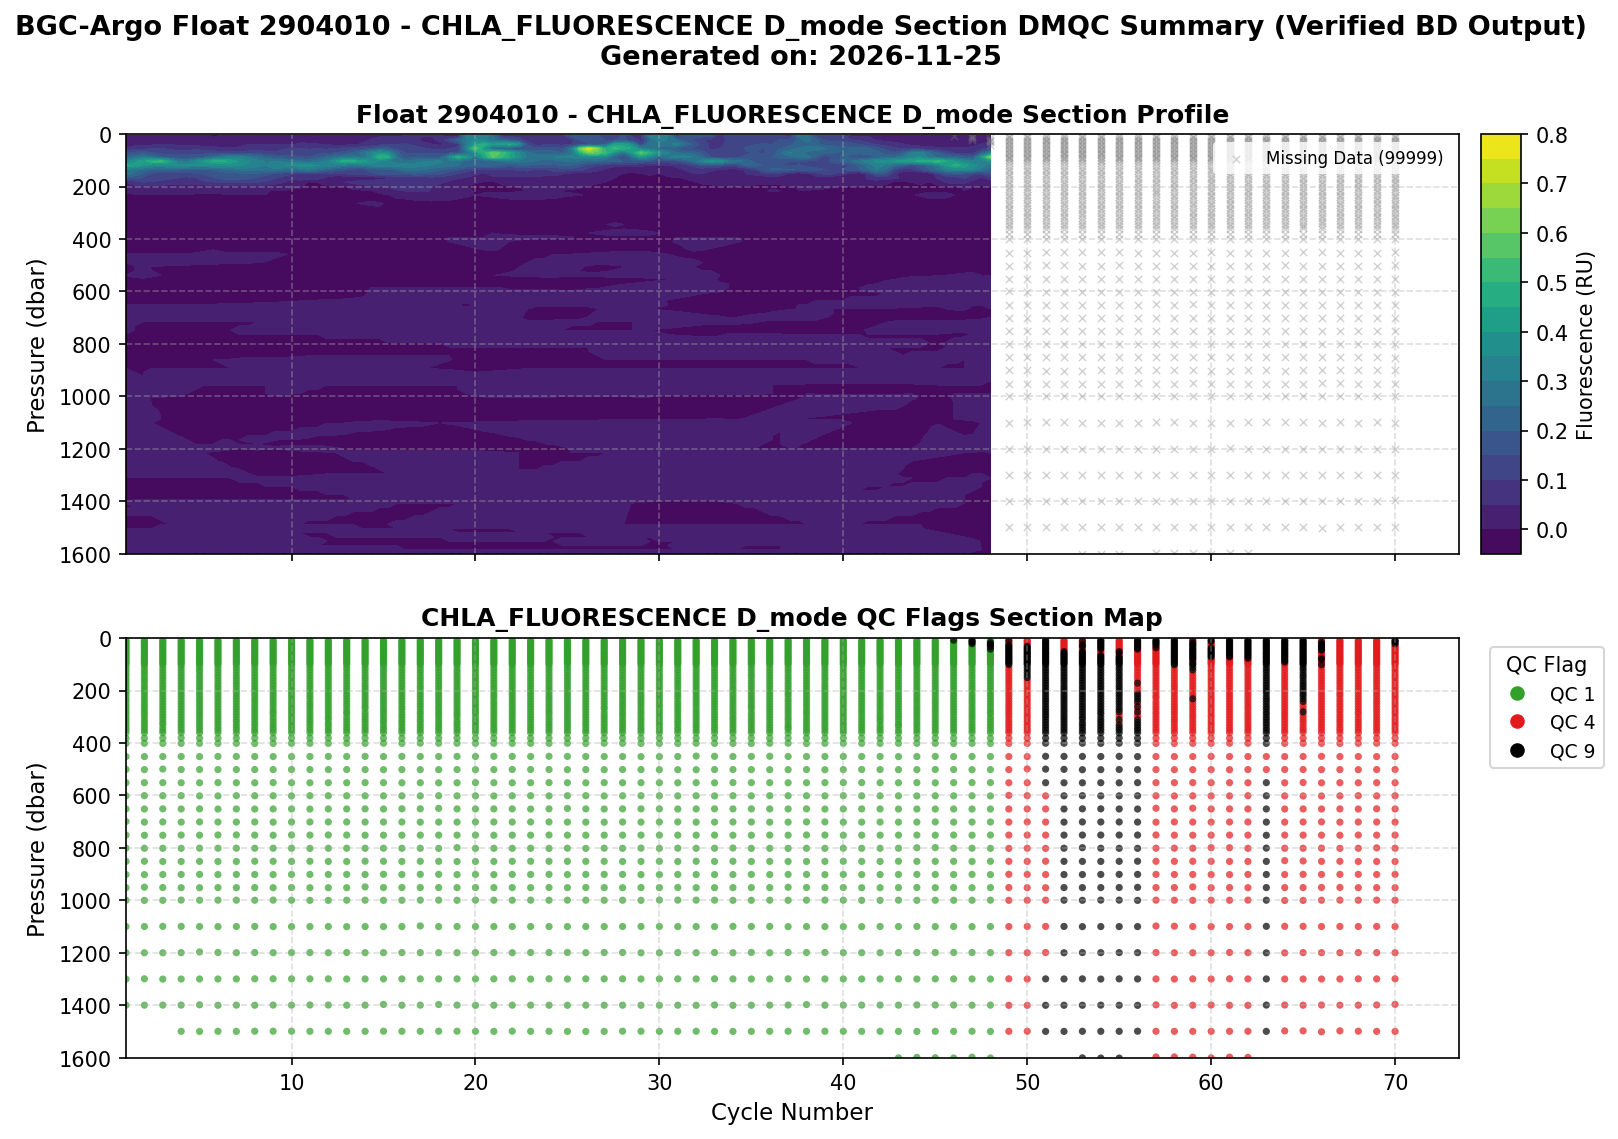 BGC-Argo Float 2904010 - CHLA_FLUORESCENCE D_mode Section DMQC Summary (Verified BD Output)
Generated on: 2026-11-25
Float 2904010 - CHLA_FLUORESCENCE D_mode Section Profile
Pressure (dbar)
0
200
400
600
800
1000
1200
1400
1600
Missing Data (99999)
0.8
0.7
0.6
0.5
0.4
0.3
0.2
0.1
0.0
Fluorescence (RU)
CHLA_FLUORESCENCE D_mode QC Flags Section Map
Pressure (dbar)
0
200
400
600
800
1000
1200
1400
1600
10
20
30
40
50
60
70
Cycle Number
QC Flag
QC 1
QC 4
QC 9